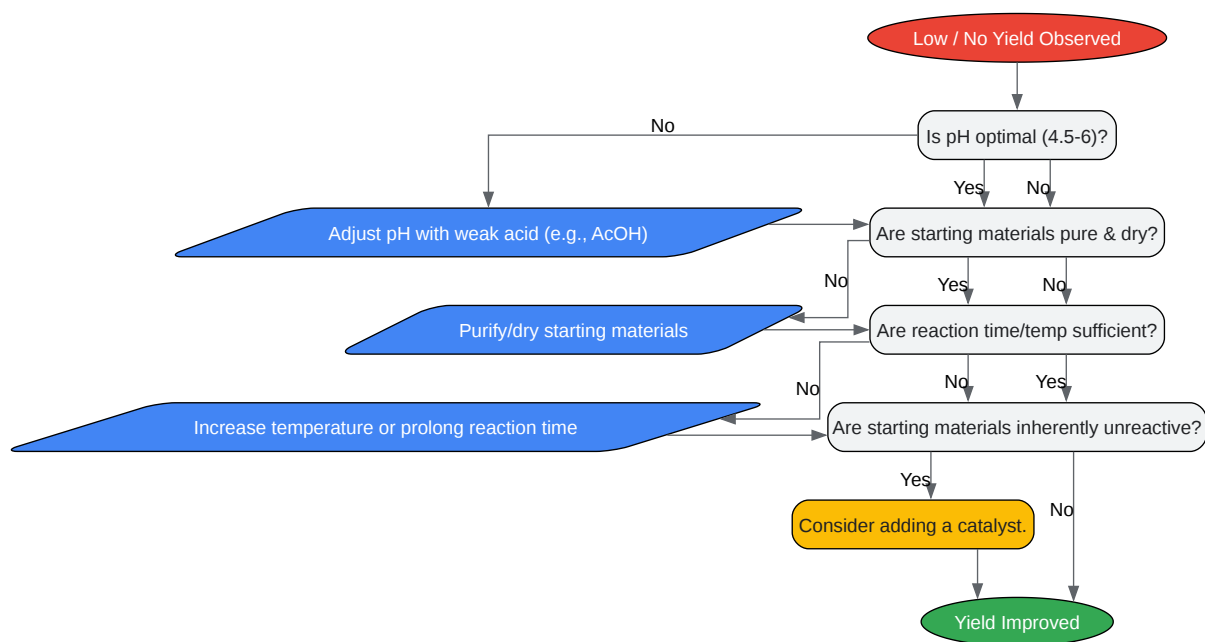 Low / No Yield Observed
Is pH optimal (4.5-6)?
No
Yes
No
Adjust pH with weak acid (e.g., AcOH)
Are starting materials pure & dry?
No
Yes
No
Purify/dry starting materials
Are reaction time/temp sufficient?
No
No
Yes
Increase temperature or prolong reaction time
Are starting materials inherently unreactive?
Yes
No
Consider adding a catalyst.
Yield Improved